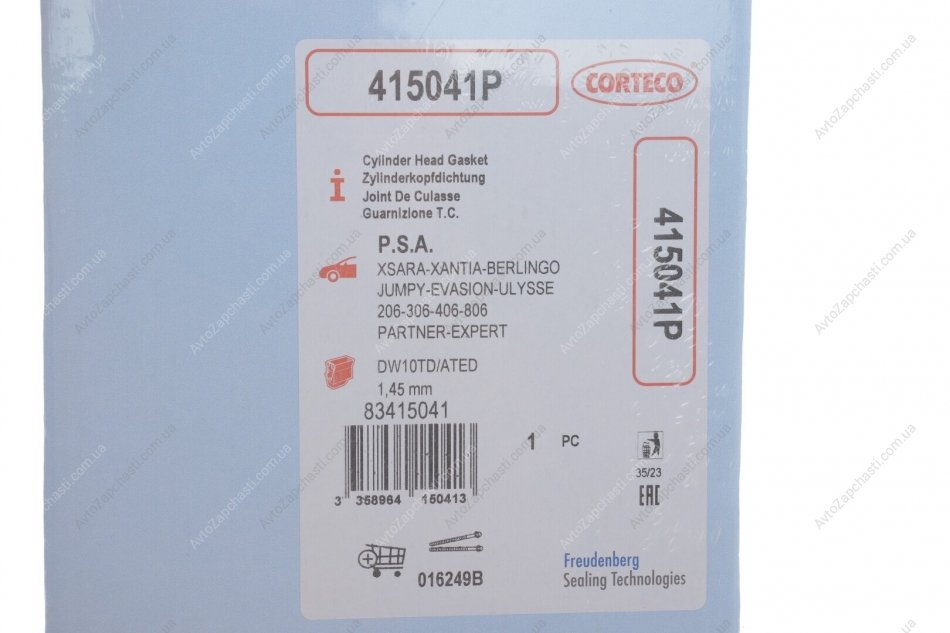 415041P
CORTECO®
415041P
Cylinder Head Gasket
Zylinderkopfdichtung
Joint De Culasse
Guarnizione T.C.
P.S.A.
XSARA-XANTIA-BERLINGO
JUMPY-EVASION-ULYSSE
206-306-406-806
PARTNER-EXPERT
DW10TD/ATED
1,45 mm
83415041
3 358964 150413
1 PC
35/23
EAC
016249B
Freudenberg
Sealing Technologies
AvtoZapchasti.com.ua